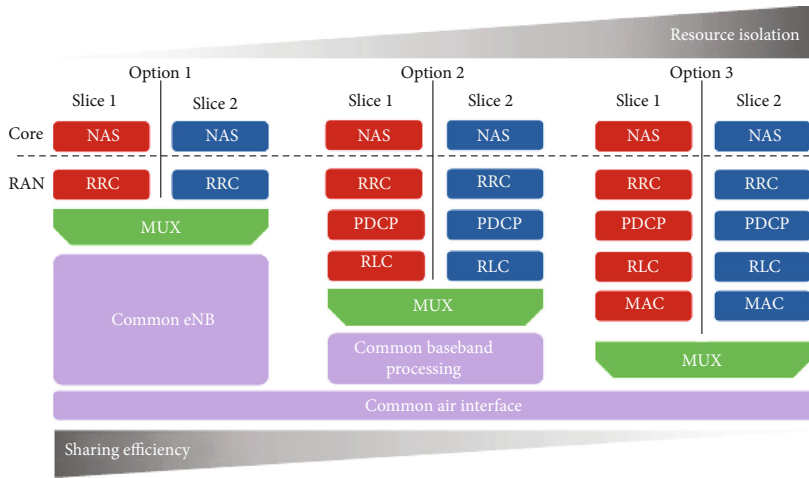 Resource isolation
Option 1 Option 2 Option 3
Slice 1 Slice 2 Slice 1 Slice 2 Slice 1 Slice 2
Core NAS NAS NAS NAS NAS NAS
RAN RRC RRC RRC RRC RRC RRC
MUX PDCP PDCP PDCP PDCP
RLC RLC RLC RLC
Common eNB MUX MAC MAC
Common baseband
processing
MUX
Common air interface
Sharing efficiency